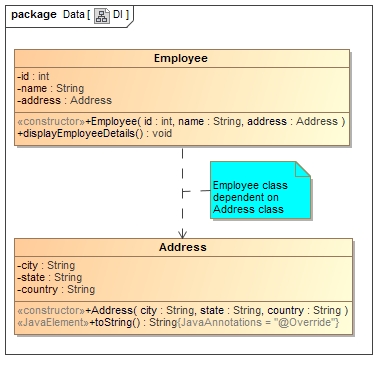 package Data [ DI ]
Employee
-id : int
-name : String
-address : Address
«constructor»+Employee( id : int, name : String, address : Address )
+displayEmployeeDetails() : void
Employee class
dependent on
Address class
Address
-city : String
-state : String
-country : String
«constructor»+Address( city : String, state : String, country : String )
«JavaElement»+toString() : String{JavaAnnotations = "@Override"}